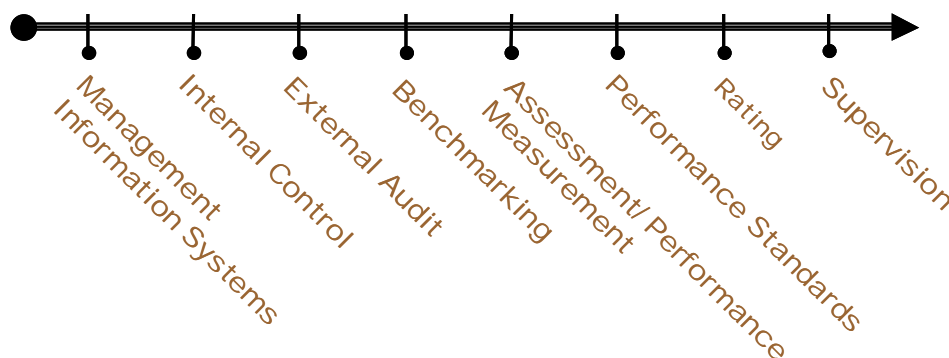 Management
Information Systems
Internal Control
External Audit
Benchmarking
Assessment/ Performance
Measurement
Performance Standards
Rating
Supervision